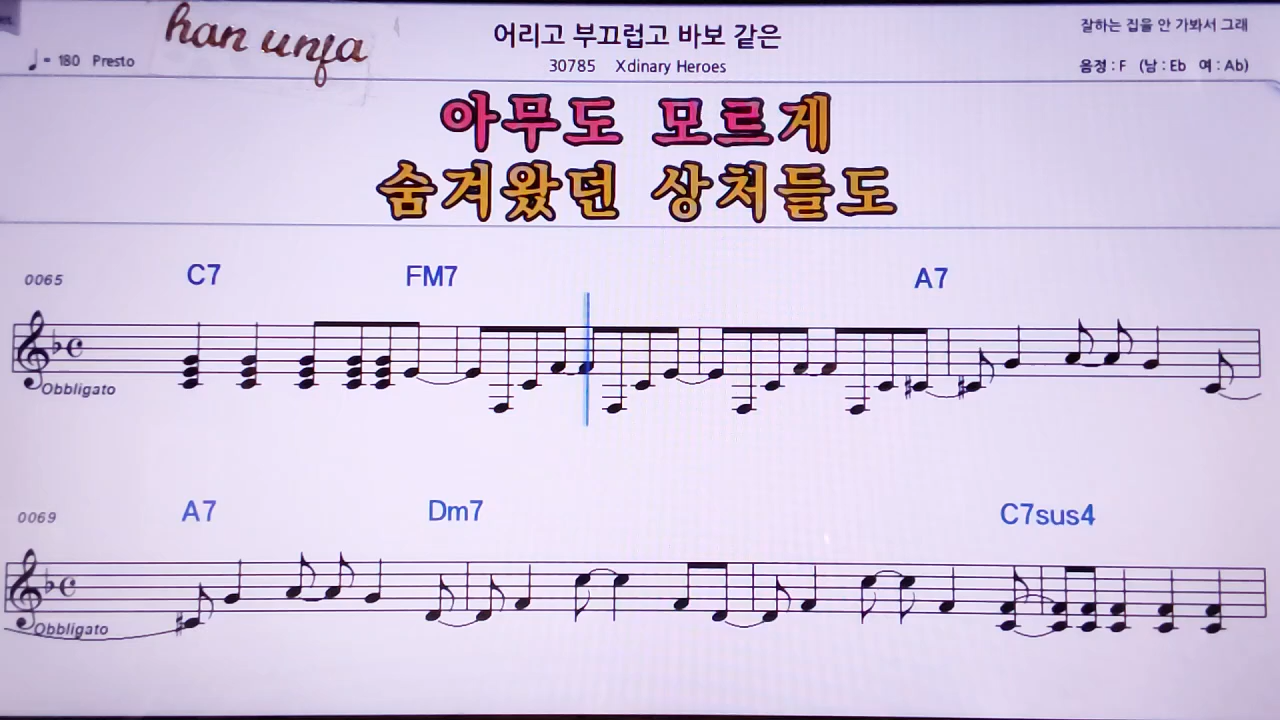 han unja
어리고 부끄럽고 바보 같은
잘하는 집을 안 가봐서 그래
♩= 180 Presto
30785 Xdinary Heroes
음정 : F (남 : Eb 여 : Ab)
아무도 모르게
숨겨왔던 상처들도
0065 C7 FM7 A7
Obbligato
0069 A7 Dm7 C7sus4
Obbligato